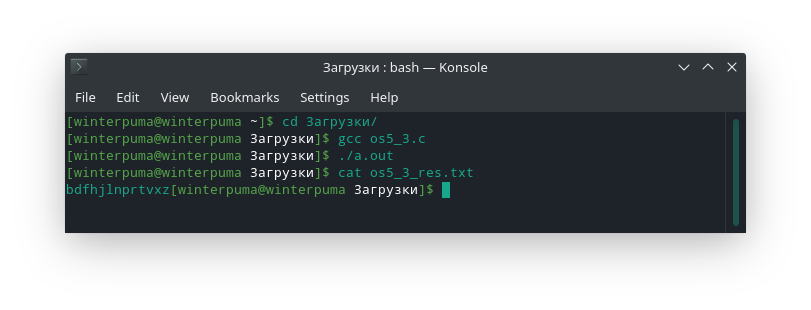 Загрузки : bash — Konsole
File Edit View Bookmarks Settings Help
[winterpuma@winterpuma ~]$ cd Загрузки/
[winterpuma@winterpuma Загрузки]$ gcc os5_3.c
[winterpuma@winterpuma Загрузки]$ ./a.out
[winterpuma@winterpuma Загрузки]$ cat os5_3_res.txt
bdfhjlnprtvxz[winterpuma@winterpuma Загрузки]$